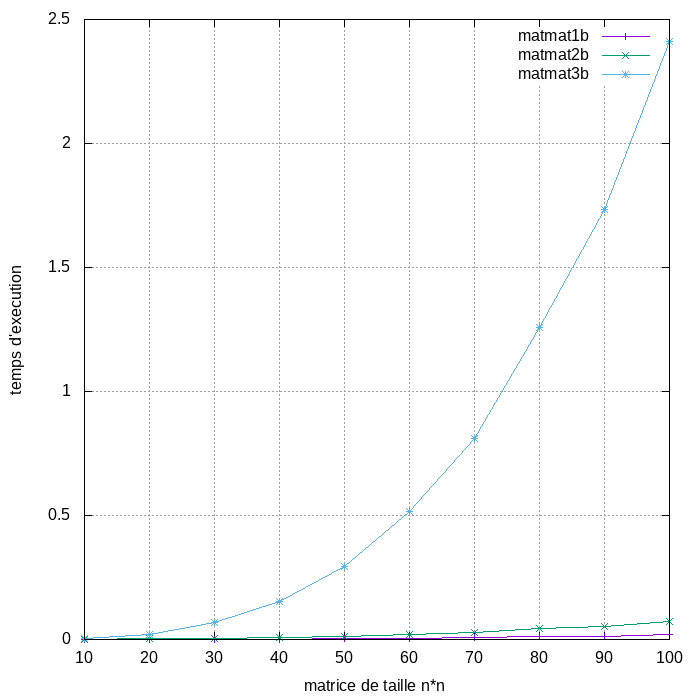 2.5
matmat1b
matmat2b
matmat3b
2
1.5
temps d'execution
1
0.5
0
10 20 30 40 50 60 70 80 90 100
matrice de taille n*n